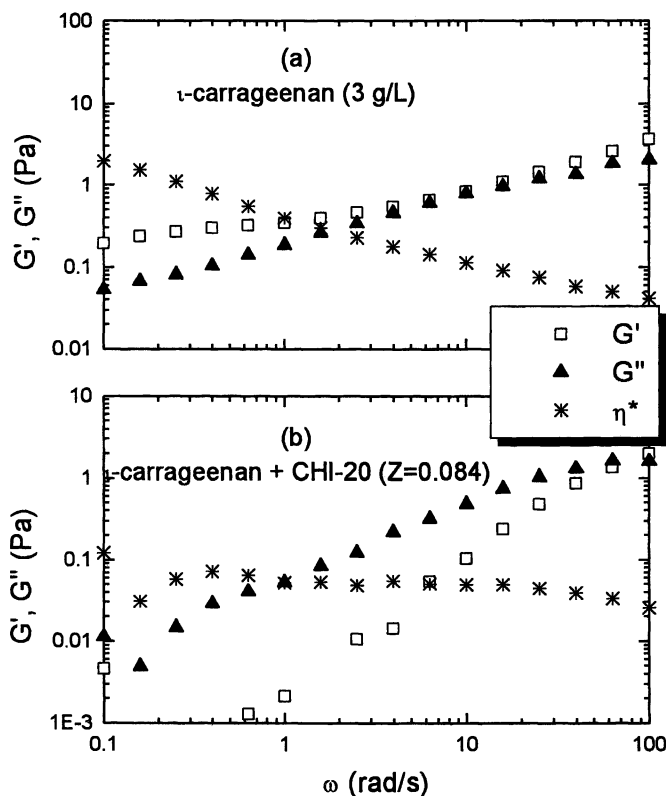 100
(a)
ι-carrageenan (3 g/L)
10
1
0.1
0.01
G', G" (Pa)
G'
G"
η*
10
(b)
ι-carrageenan + CHI-20 (Z=0.084)
1
0.1
0.01
1E-3
G', G" (Pa)
0.1 1 10 100
ω (rad/s)